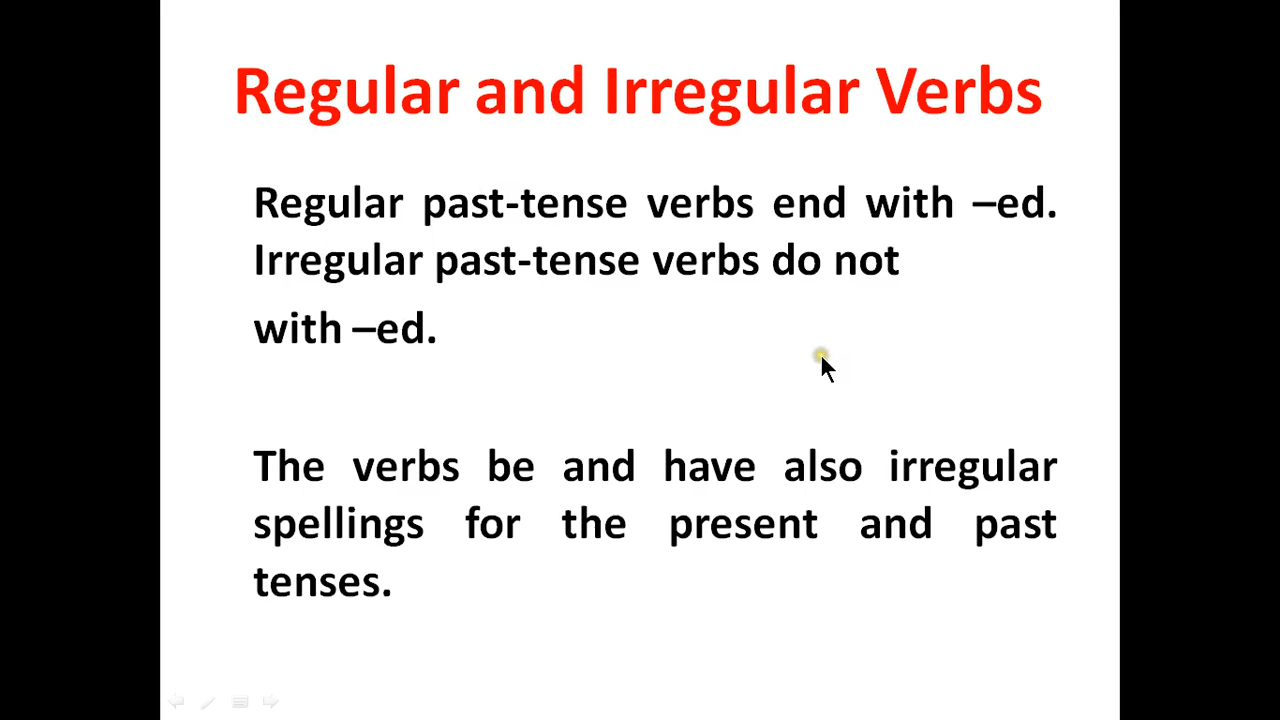 Regular and Irregular Verbs
Regular past-tense verbs end with –ed.
Irregular past-tense verbs do not
with –ed.
The verbs be and have also irregular
spellings for the present and past
tenses.